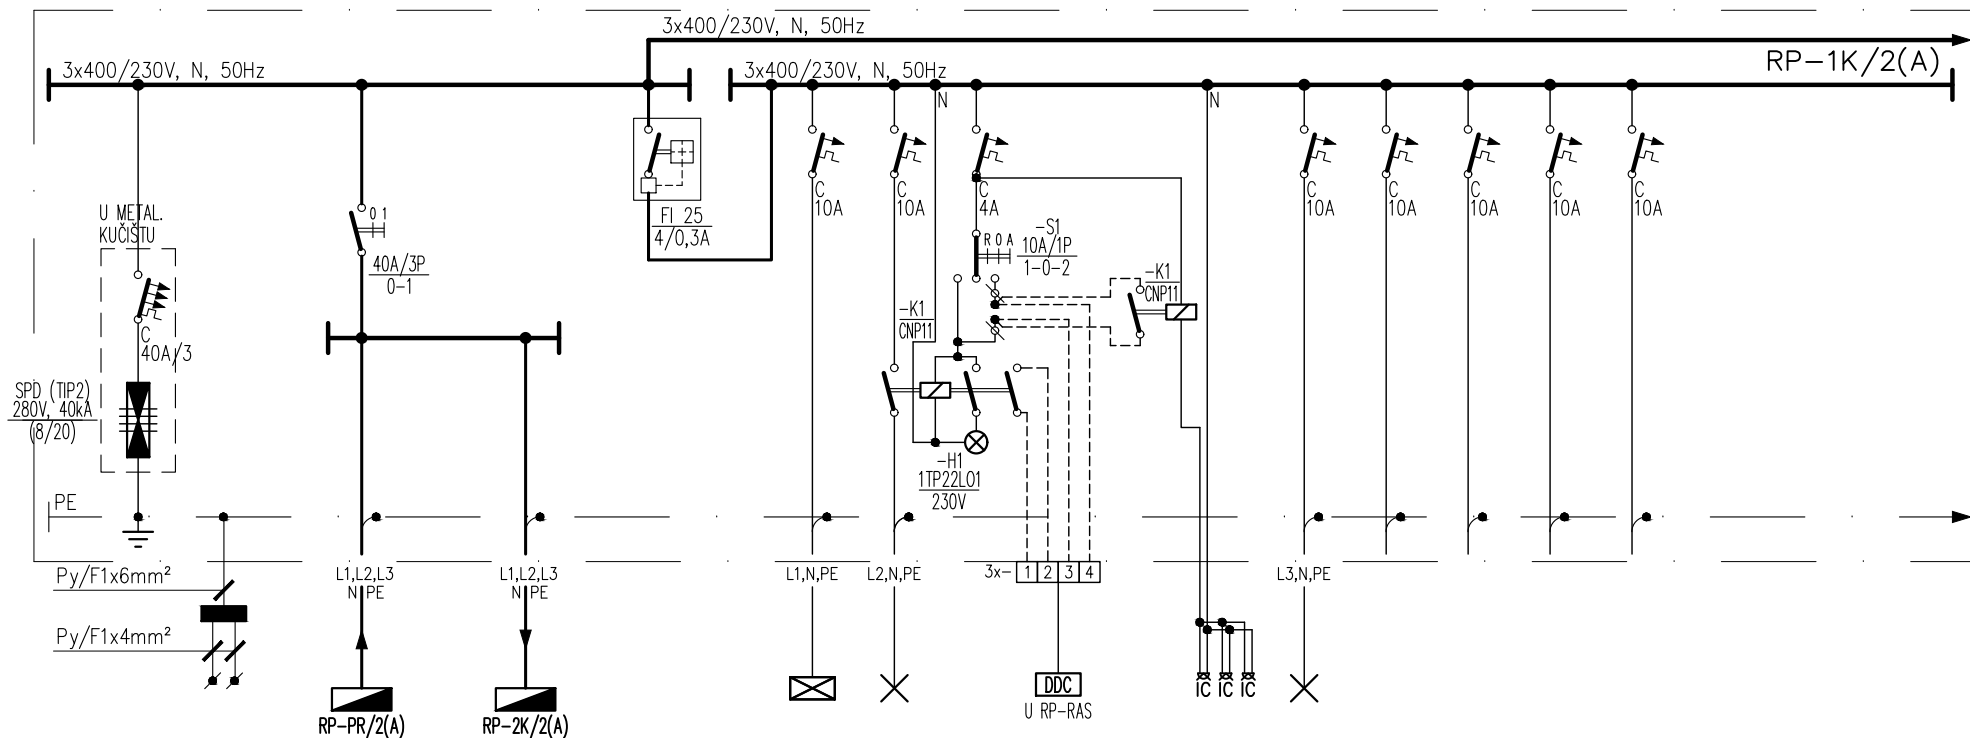 3x400/230V, N, 50Hz
RP-1K/2(A)
3x400/230V, N, 50Hz
3x400/230V, N, 50Hz
N
N
C
10A
C
10A
C
4A
C
10A
C
10A
C
10A
C
10A
C
10A
U METAL.
KUČIŠTU
0 1
40A/3P
0-1
FI 25
4/0,3A
R 0 A
-S1
10A/1P
1-0-2
-K1
CNP11
-K1
CNP11
C
40A/3
SPD (TIP2)
280V, 40kA
(8/20)
-H1
1TP22L01
230V
PE
Py/F1x6mm²
Py/F1x4mm²
L1,L2,L3
N PE
L1,L2,L3
N PE
L1,N,PE
L2,N,PE
3x-
1 2 3 4
L3,N,PE
DDC
U RP-RAS
IC IC IC
RP-PR/2(A)
RP-2K/2(A)